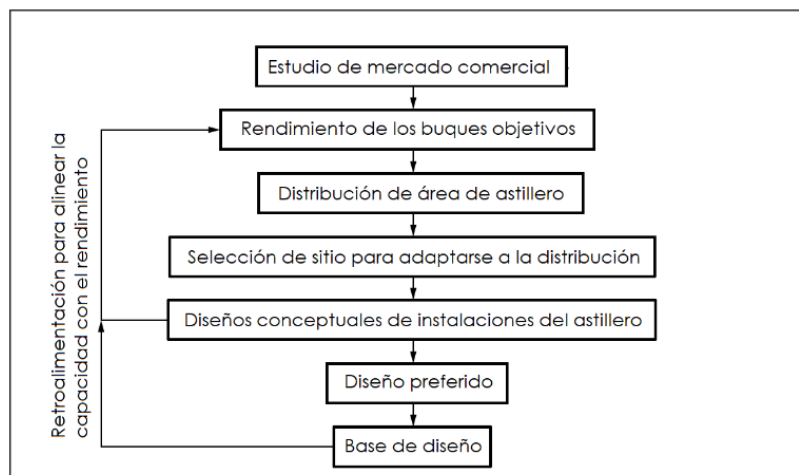 Estudio de mercado comercial
Rendimiento de los buques objetivos
Distribución de área de astillero
Selección de sitio para adaptarse a la distribución
Diseños conceptuales de instalaciones del astillero
Diseño preferido
Base de diseño
Retroalimentación para alinear la
capacidad con el rendimiento